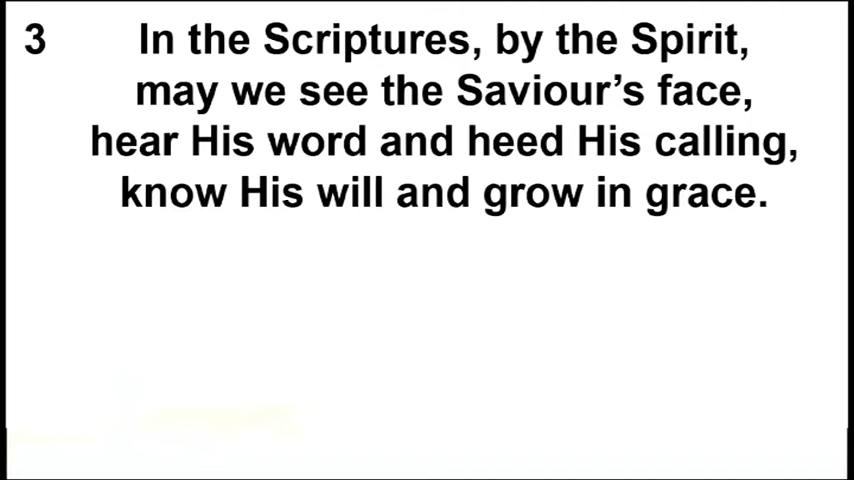 3 In the Scriptures, by the Spirit,
may we see the Saviour’s face,
hear His word and heed His calling,
know His will and grow in grace.